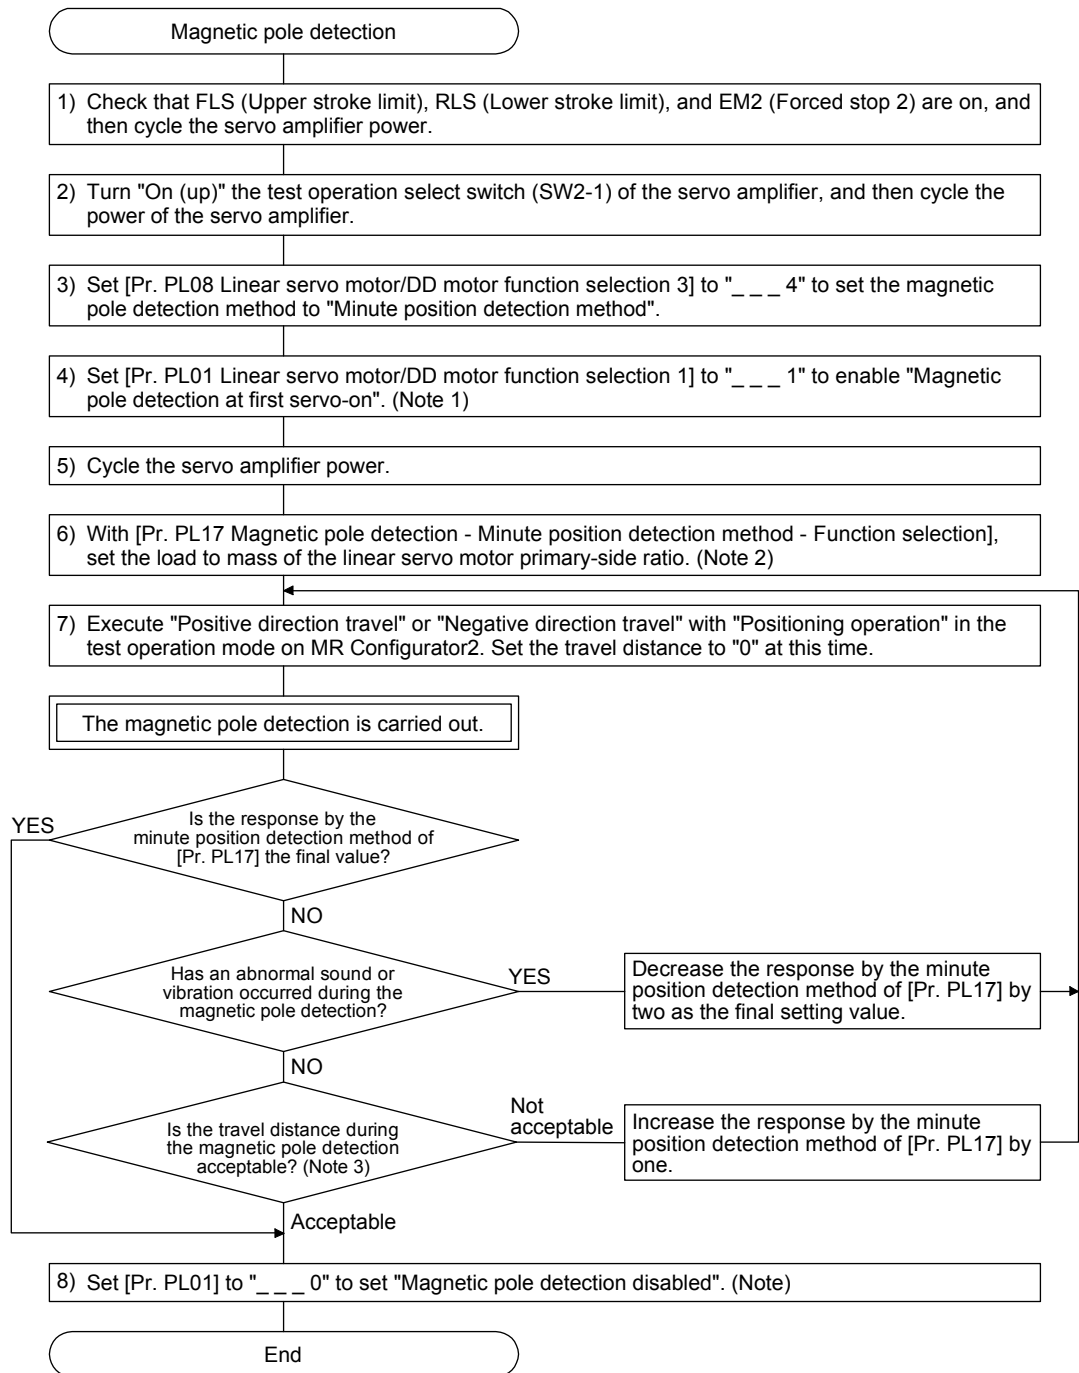 Magnetic pole detection
1) Check that FLS (Upper stroke limit), RLS (Lower stroke limit), and EM2 (Forced stop 2) are on, and
then cycle the servo amplifier power.
2) Turn "On (up)" the test operation select switch (SW2-1) of the servo amplifier, and then cycle the
power of the servo amplifier.
3) Set [Pr. PL08 Linear servo motor/DD motor function selection 3] to "_ _ _ 4" to set the magnetic
pole detection method to "Minute position detection method".
4) Set [Pr. PL01 Linear servo motor/DD motor function selection 1] to "_ _ _ 1" to enable "Magnetic
pole detection at first servo-on". (Note 1)
5) Cycle the servo amplifier power.
6) With [Pr. PL17 Magnetic pole detection - Minute position detection method - Function selection],
set the load to mass of the linear servo motor primary-side ratio. (Note 2)
7) Execute "Positive direction travel" or "Negative direction travel" with "Positioning operation" in the
test operation mode on MR Configurator2. Set the travel distance to "0" at this time.
The magnetic pole detection is carried out.
YES
Is the response by the
minute position detection method of
[Pr. PL17] the final value?
NO
Has an abnormal sound or
vibration occurred during the
magnetic pole detection?
YES
Decrease the response by the minute
position detection method of [Pr. PL17] by
two as the final setting value.
NO
Is the travel distance during
the magnetic pole detection
acceptable? (Note 3)
Not
acceptable
Increase the response by the minute
position detection method of [Pr. PL17] by
one.
Acceptable
8) Set [Pr. PL01] to "_ _ _ 0" to set "Magnetic pole detection disabled". (Note)
End